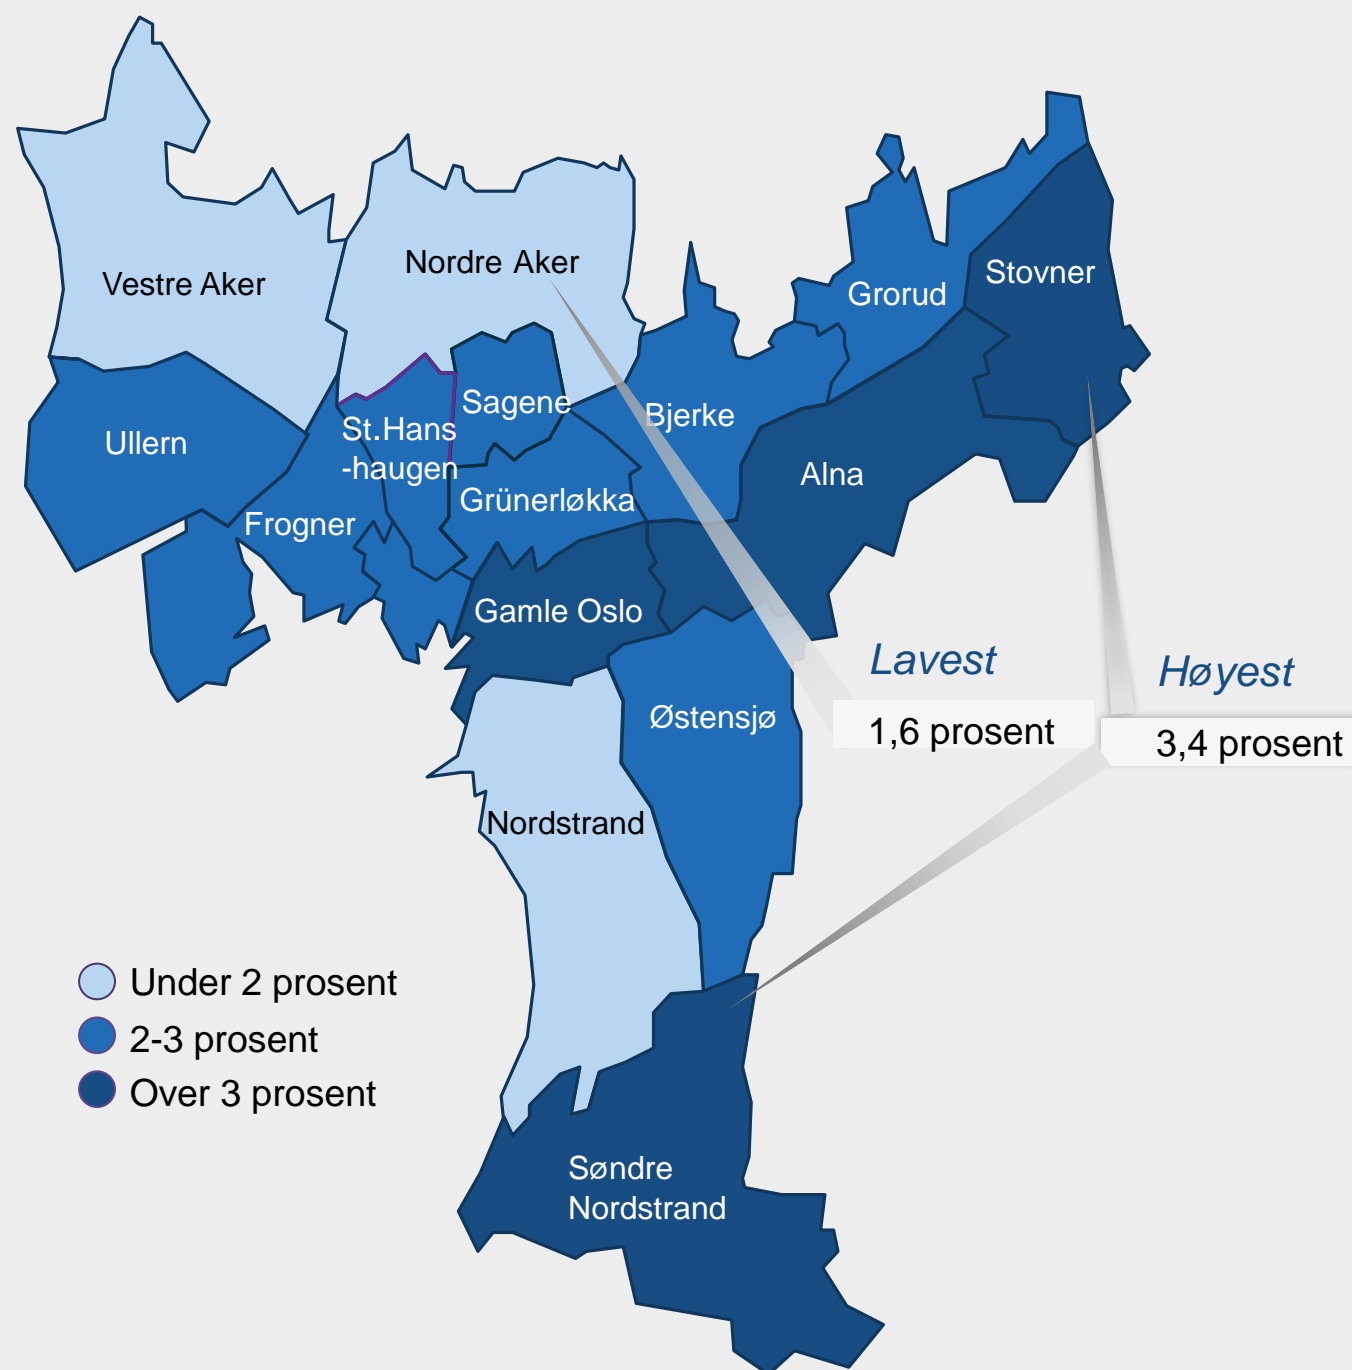 Vestre Aker
Nordre Aker
Grorud
Stovner
Ullern
St.Hans
-haugen
Sagene
Bjerke
Alna
Frogner
Grünerløkka
Gamle Oslo
Lavest
1,6 prosent
Høyest
3,4 prosent
Østensjø
Nordstrand
Under 2 prosent
2-3 prosent
Over 3 prosent
Søndre
Nordstrand